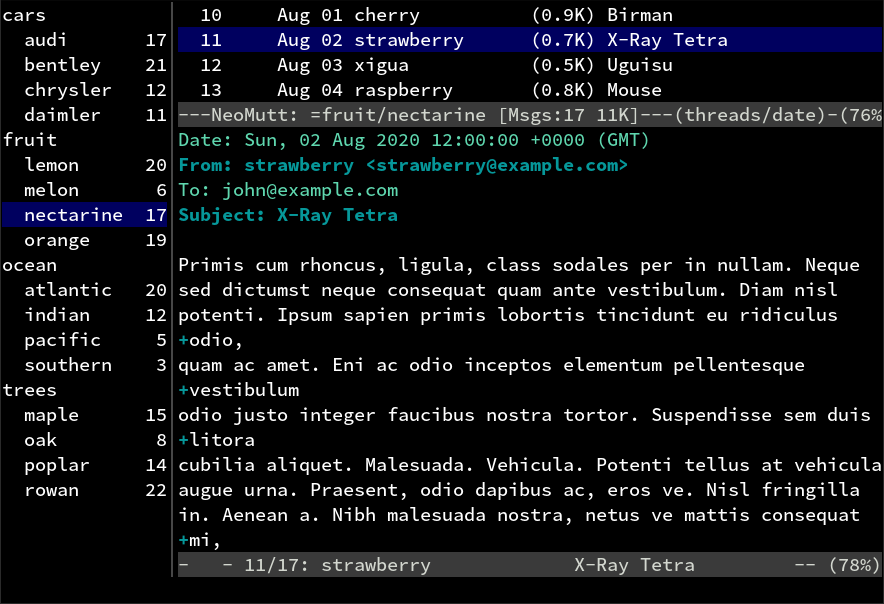 cars
audi 17
bentley 21
chrysler 12
daimler 11
fruit
lemon 20
melon 6
nectarine 17
orange 19
ocean
atlantic 20
indian 12
pacific 5
southern 3
trees
maple 15
oak 8
poplar 14
rowan 22
10 Aug 01 cherry (0.9K) Birman
11 Aug 02 strawberry (0.7K) X-Ray Tetra
12 Aug 03 xigua (0.5K) Uguisu
13 Aug 04 raspberry (0.8K) Mouse
---NeoMutt: =fruit/nectarine [Msgs:17 11K]---(threads/date)-(76%
Date: Sun, 02 Aug 2020 12:00:00 +0000 (GMT)
From: strawberry <strawberry@example.com>
To: john@example.com
Subject: X-Ray Tetra
Primis cum rhoncus, ligula, class sodales per in nullam. Neque
sed dictumst neque consequat quam ante vestibulum. Diam nisl
potenti. Ipsum sapien primis lobortis tincidunt eu ridiculus
+odio,
quam ac amet. Eni ac odio inceptos elementum pellentesque
+vestibulum
odio justo integer faucibus nostra tortor. Suspendisse sem duis
+litora
cubilia aliquet. Malesuada. Vehicula. Potenti tellus at vehicula
augue urna. Praesent, odio dapibus ac, eros ve. Nisl fringilla
in. Aenean a. Nibh malesuada nostra, netus ve mattis consequat
+mi,
-   - 11/17: strawberry X-Ray Tetra -- (78%)